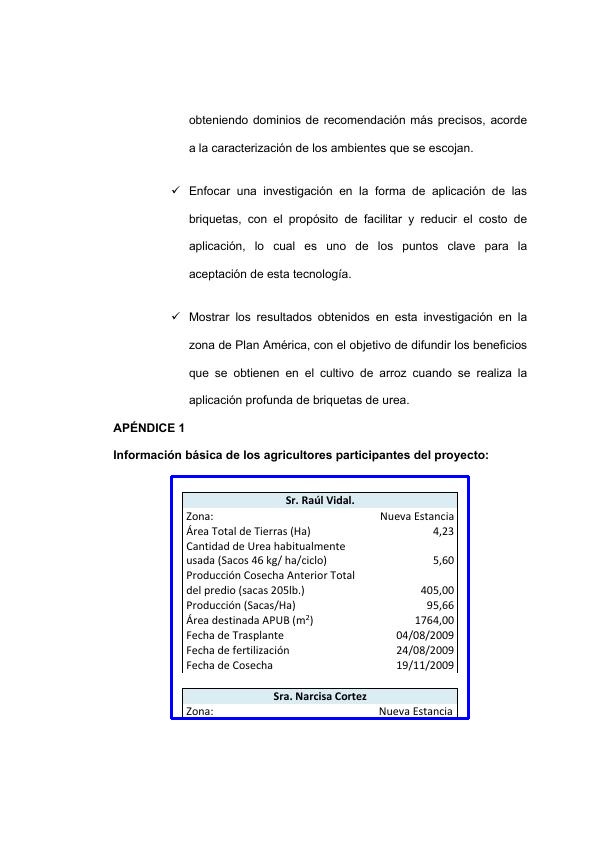 obteniendo dominios de recomendación más precisos, acorde
a la caracterización de los ambientes que se escojan.
✓ Enfocar una investigación en la forma de aplicación de las
briquetas, con el propósito de facilitar y reducir el costo de
aplicación, lo cual es uno de los puntos clave para la
aceptación de esta tecnología.
✓ Mostrar los resultados obtenidos en esta investigación en la
zona de Plan América, con el objetivo de difundir los beneficios
que se obtienen en el cultivo de arroz cuando se realiza la
aplicación profunda de briquetas de urea.
APÉNDICE 1
Información básica de los agricultores participantes del proyecto:
Sr. Raúl Vidal.
Zona: Nueva Estancia
Área Total de Tierras (Ha) 4,23
Cantidad de Urea habitualmente
usada (Sacos 46 kg/ ha/ciclo) 5,60
Producción Cosecha Anterior Total
del predio (sacas 205lb.) 405,00
Producción (Sacas/Ha) 95,66
Área destinada APUB (m²) 1764,00
Fecha de Trasplante 04/08/2009
Fecha de fertilización 24/08/2009
Fecha de Cosecha 19/11/2009
Sra. Narcisa Cortez
Zona: Nueva Estancia